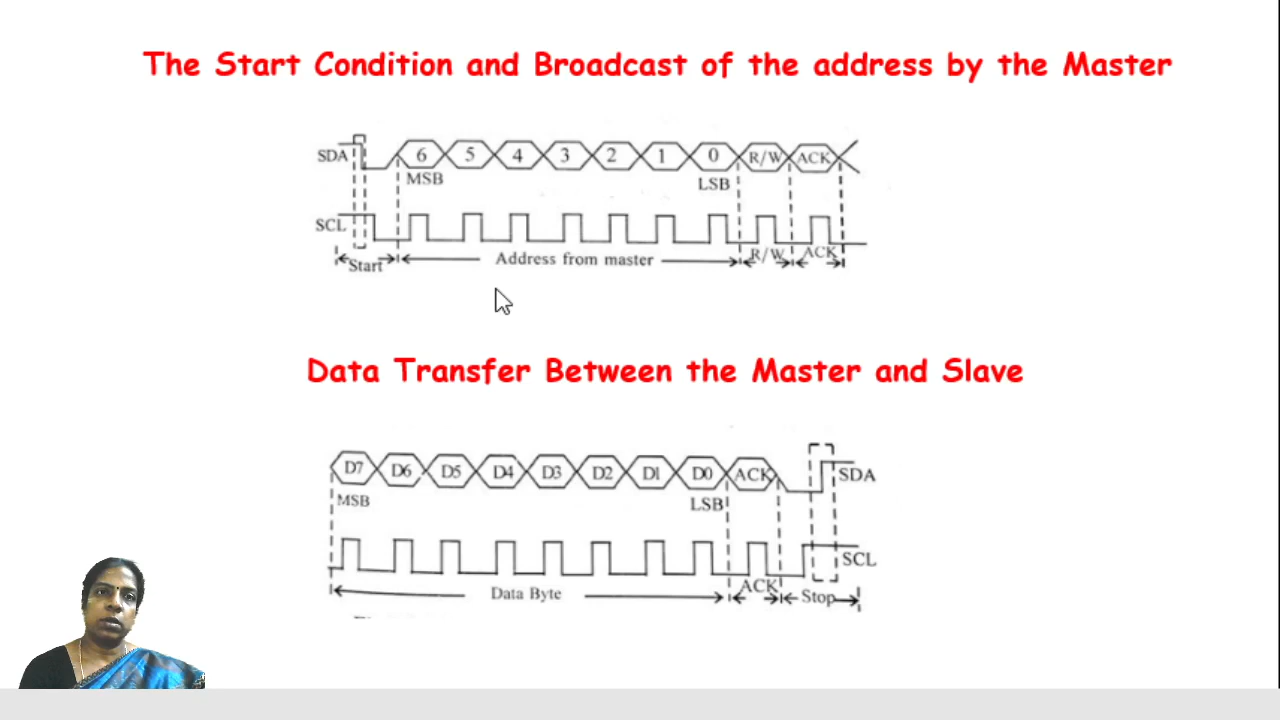 The Start Condition and Broadcast of the address by the Master
SDA 6 5 4 3 2 1 0 R/W ACK
MSB LSB
SCL
Start Address from master R/W ACK
Data Transfer Between the Master and Slave
D7 D6 D5 D4 D3 D2 D1 D0 ACK SDA
MSB LSB
SCL
Data Byte ACK Stop